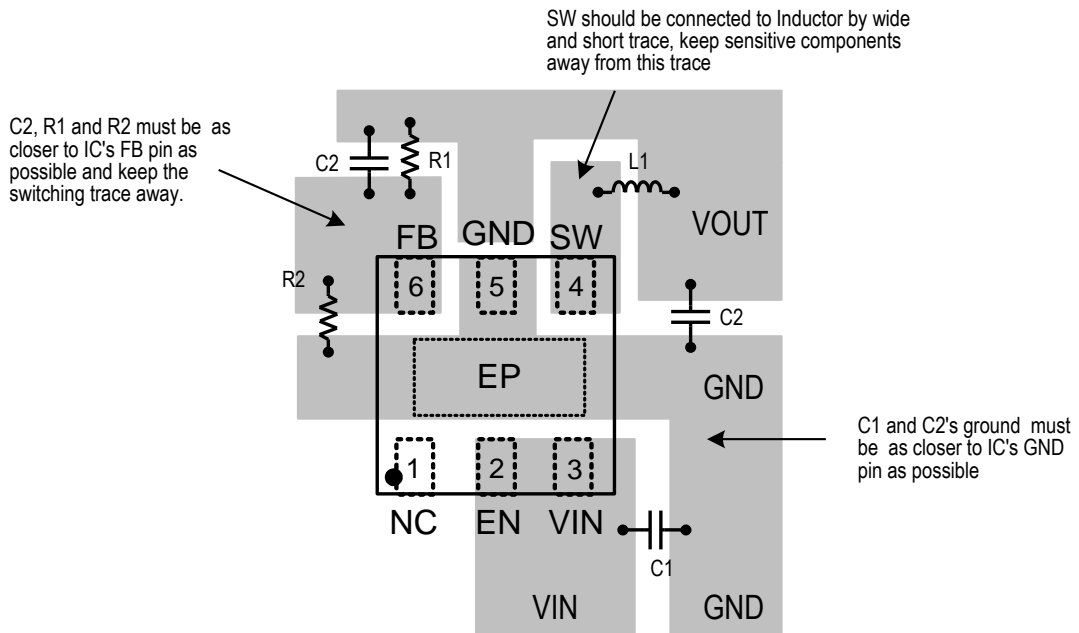 SW should be connected to Inductor by wide
and short trace, keep sensitive components
away from this trace
C2, R1 and R2 must be as
closer to IC's FB pin as
possible and keep the
switching trace away.
C2
R1
L1
VOUT
FB
GND
SW
R2
6
5
4
C2
EP
GND
C1 and C2's ground must
be as closer to IC's GND
pin as possible
1
2
3
NC
EN
VIN
C1
VIN
GND